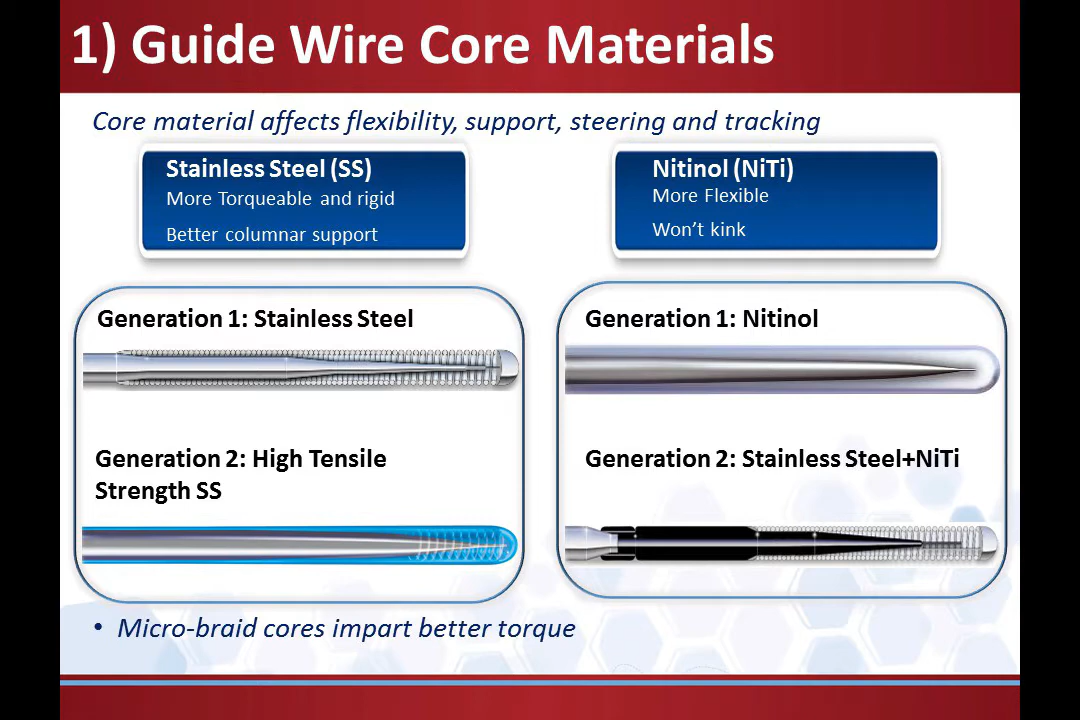 1) Guide Wire Core Materials
Core material affects flexibility, support, steering and tracking
Stainless Steel (SS)
More Torqueable and rigid
Better columnar support
Nitinol (NiTi)
More Flexible
Won’t kink
Generation 1: Stainless Steel
Generation 2: High Tensile
Strength SS
Generation 1: Nitinol
Generation 2: Stainless Steel+NiTi
• Micro-braid cores impart better torque